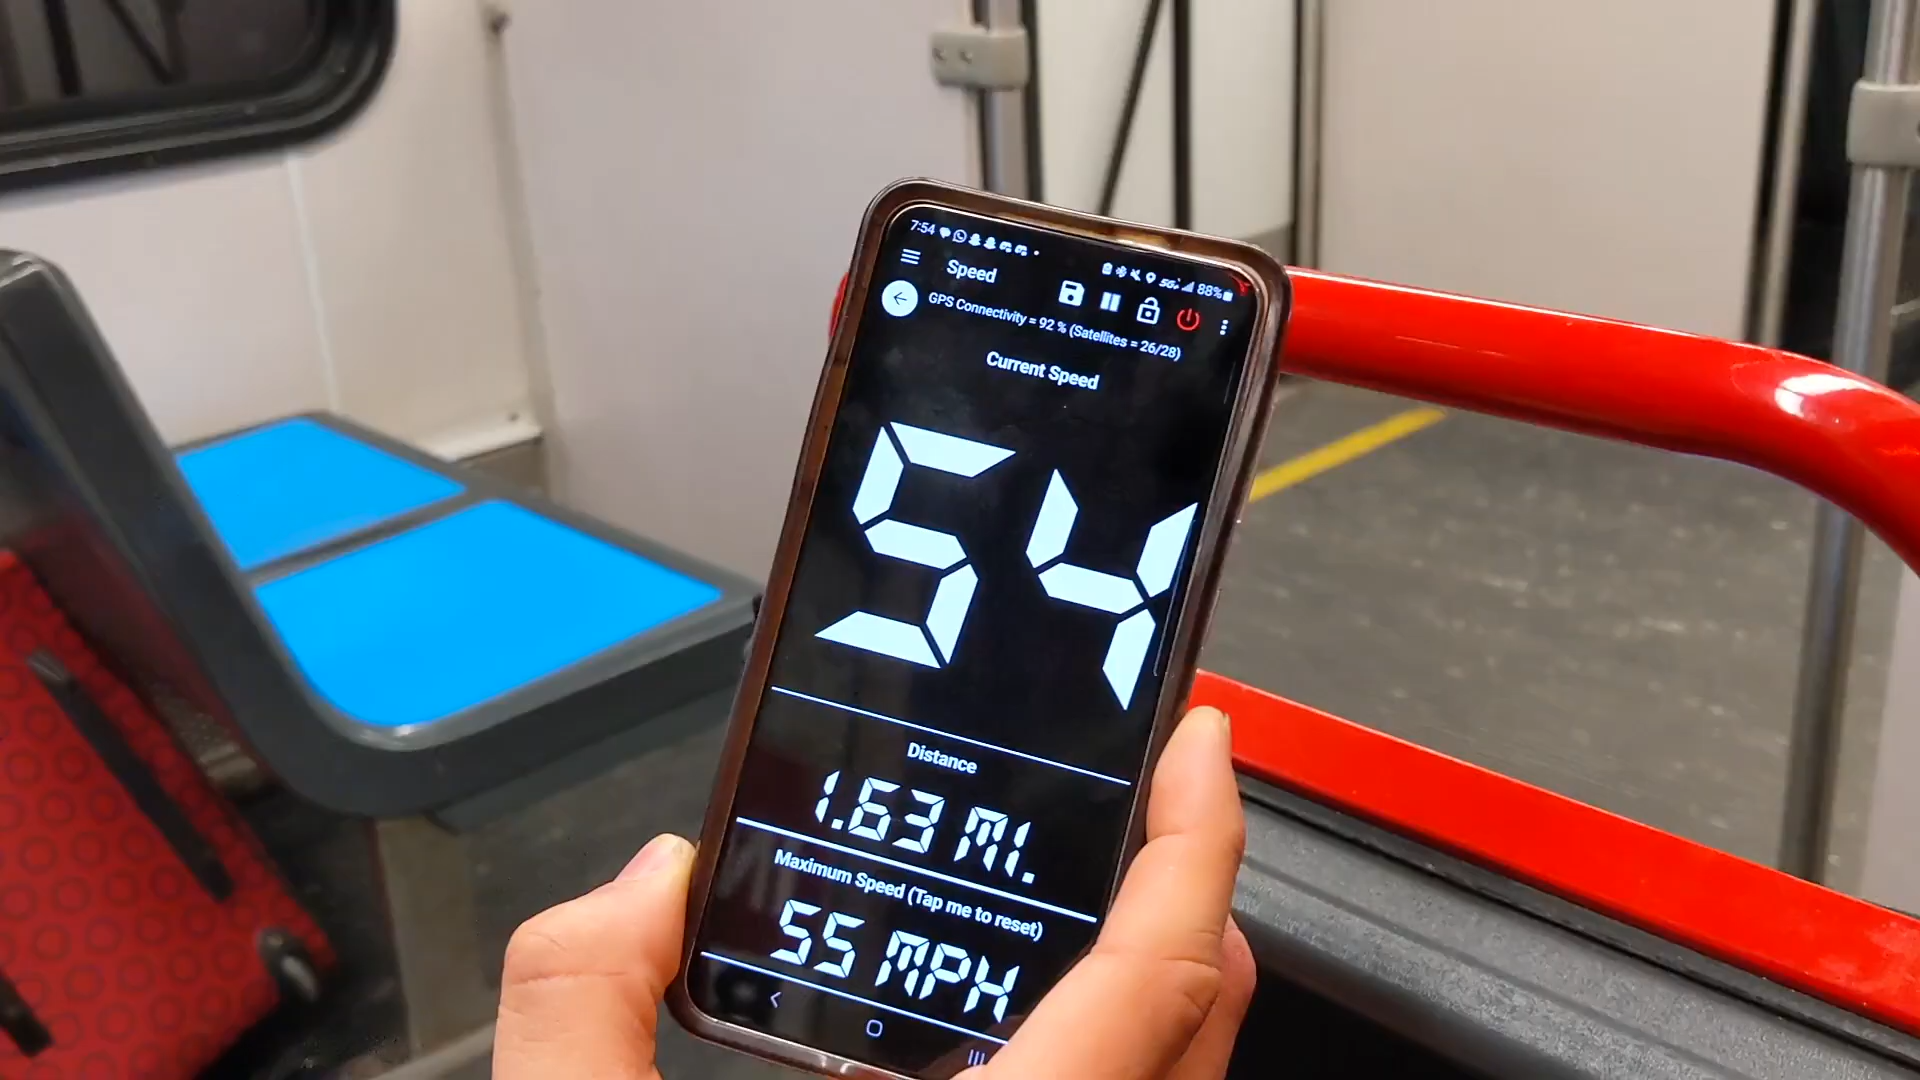 7:54
5G+ 88%
Speed
GPS Connectivity = 92 % (Satellites = 26/28)
Current Speed
54
Distance
1.63 MI.
Maximum Speed (Tap me to reset)
55 MPH